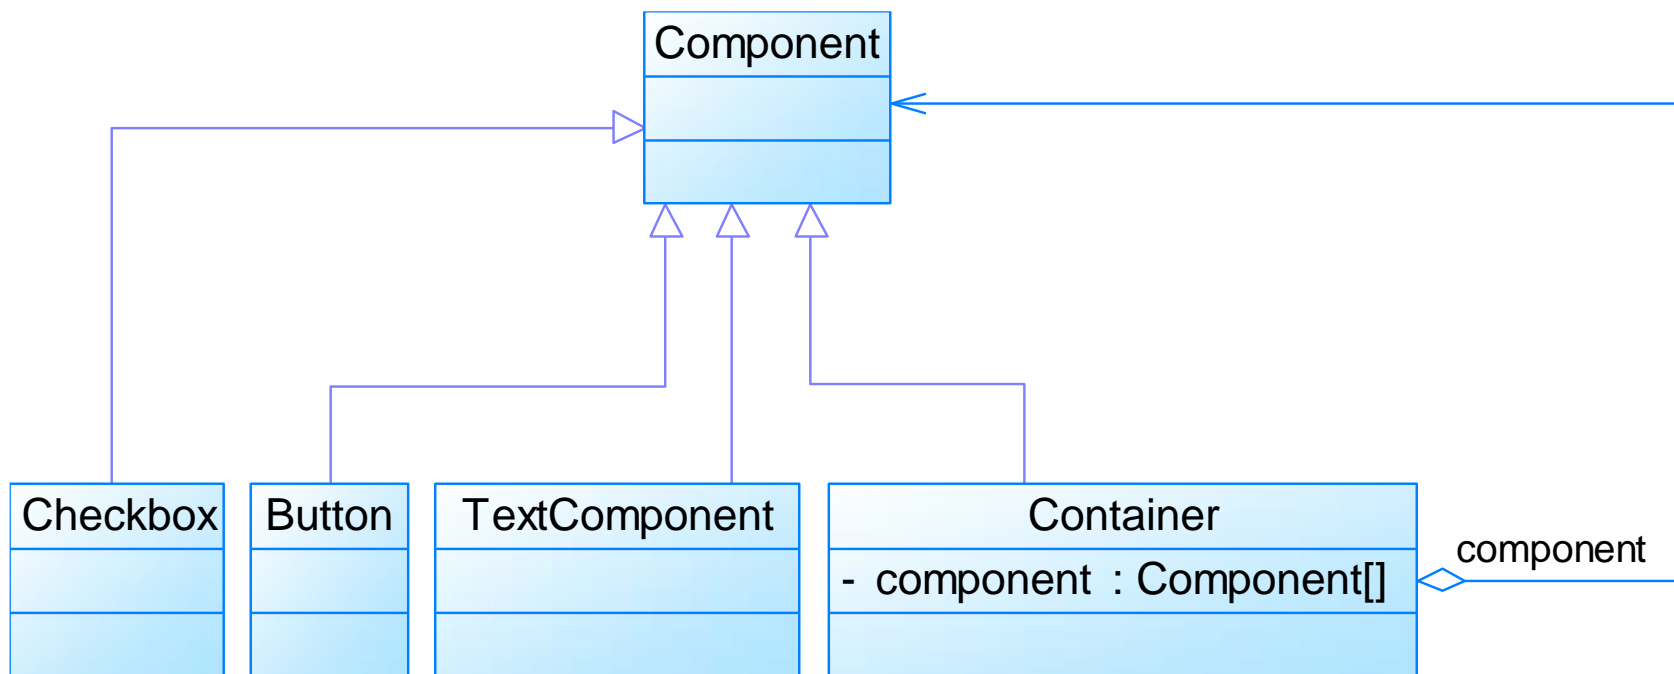 Component
Checkbox
Button
TextComponent
Container
- component : Component[]
component